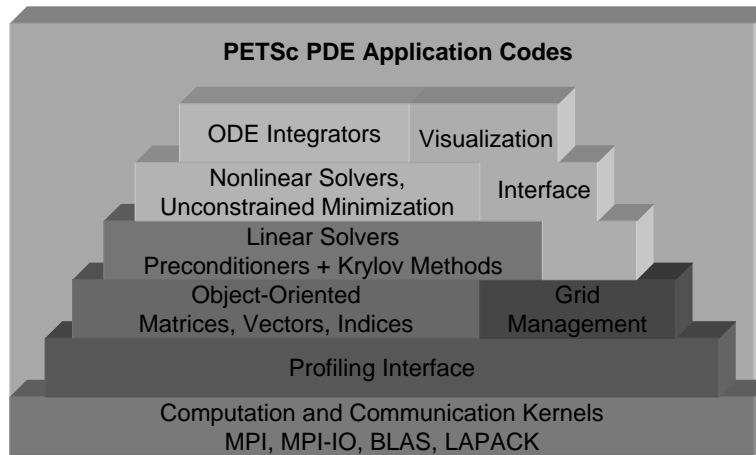 PETSc PDE Application Codes
ODE Integrators
Visualization
Nonlinear Solvers,
Unconstrained Minimization
Interface
Linear Solvers
Preconditioners + Krylov Methods
Object-Oriented
Matrices, Vectors, Indices
Grid
Management
Profiling Interface
Computation and Communication Kernels
MPI, MPI-IO, BLAS, LAPACK